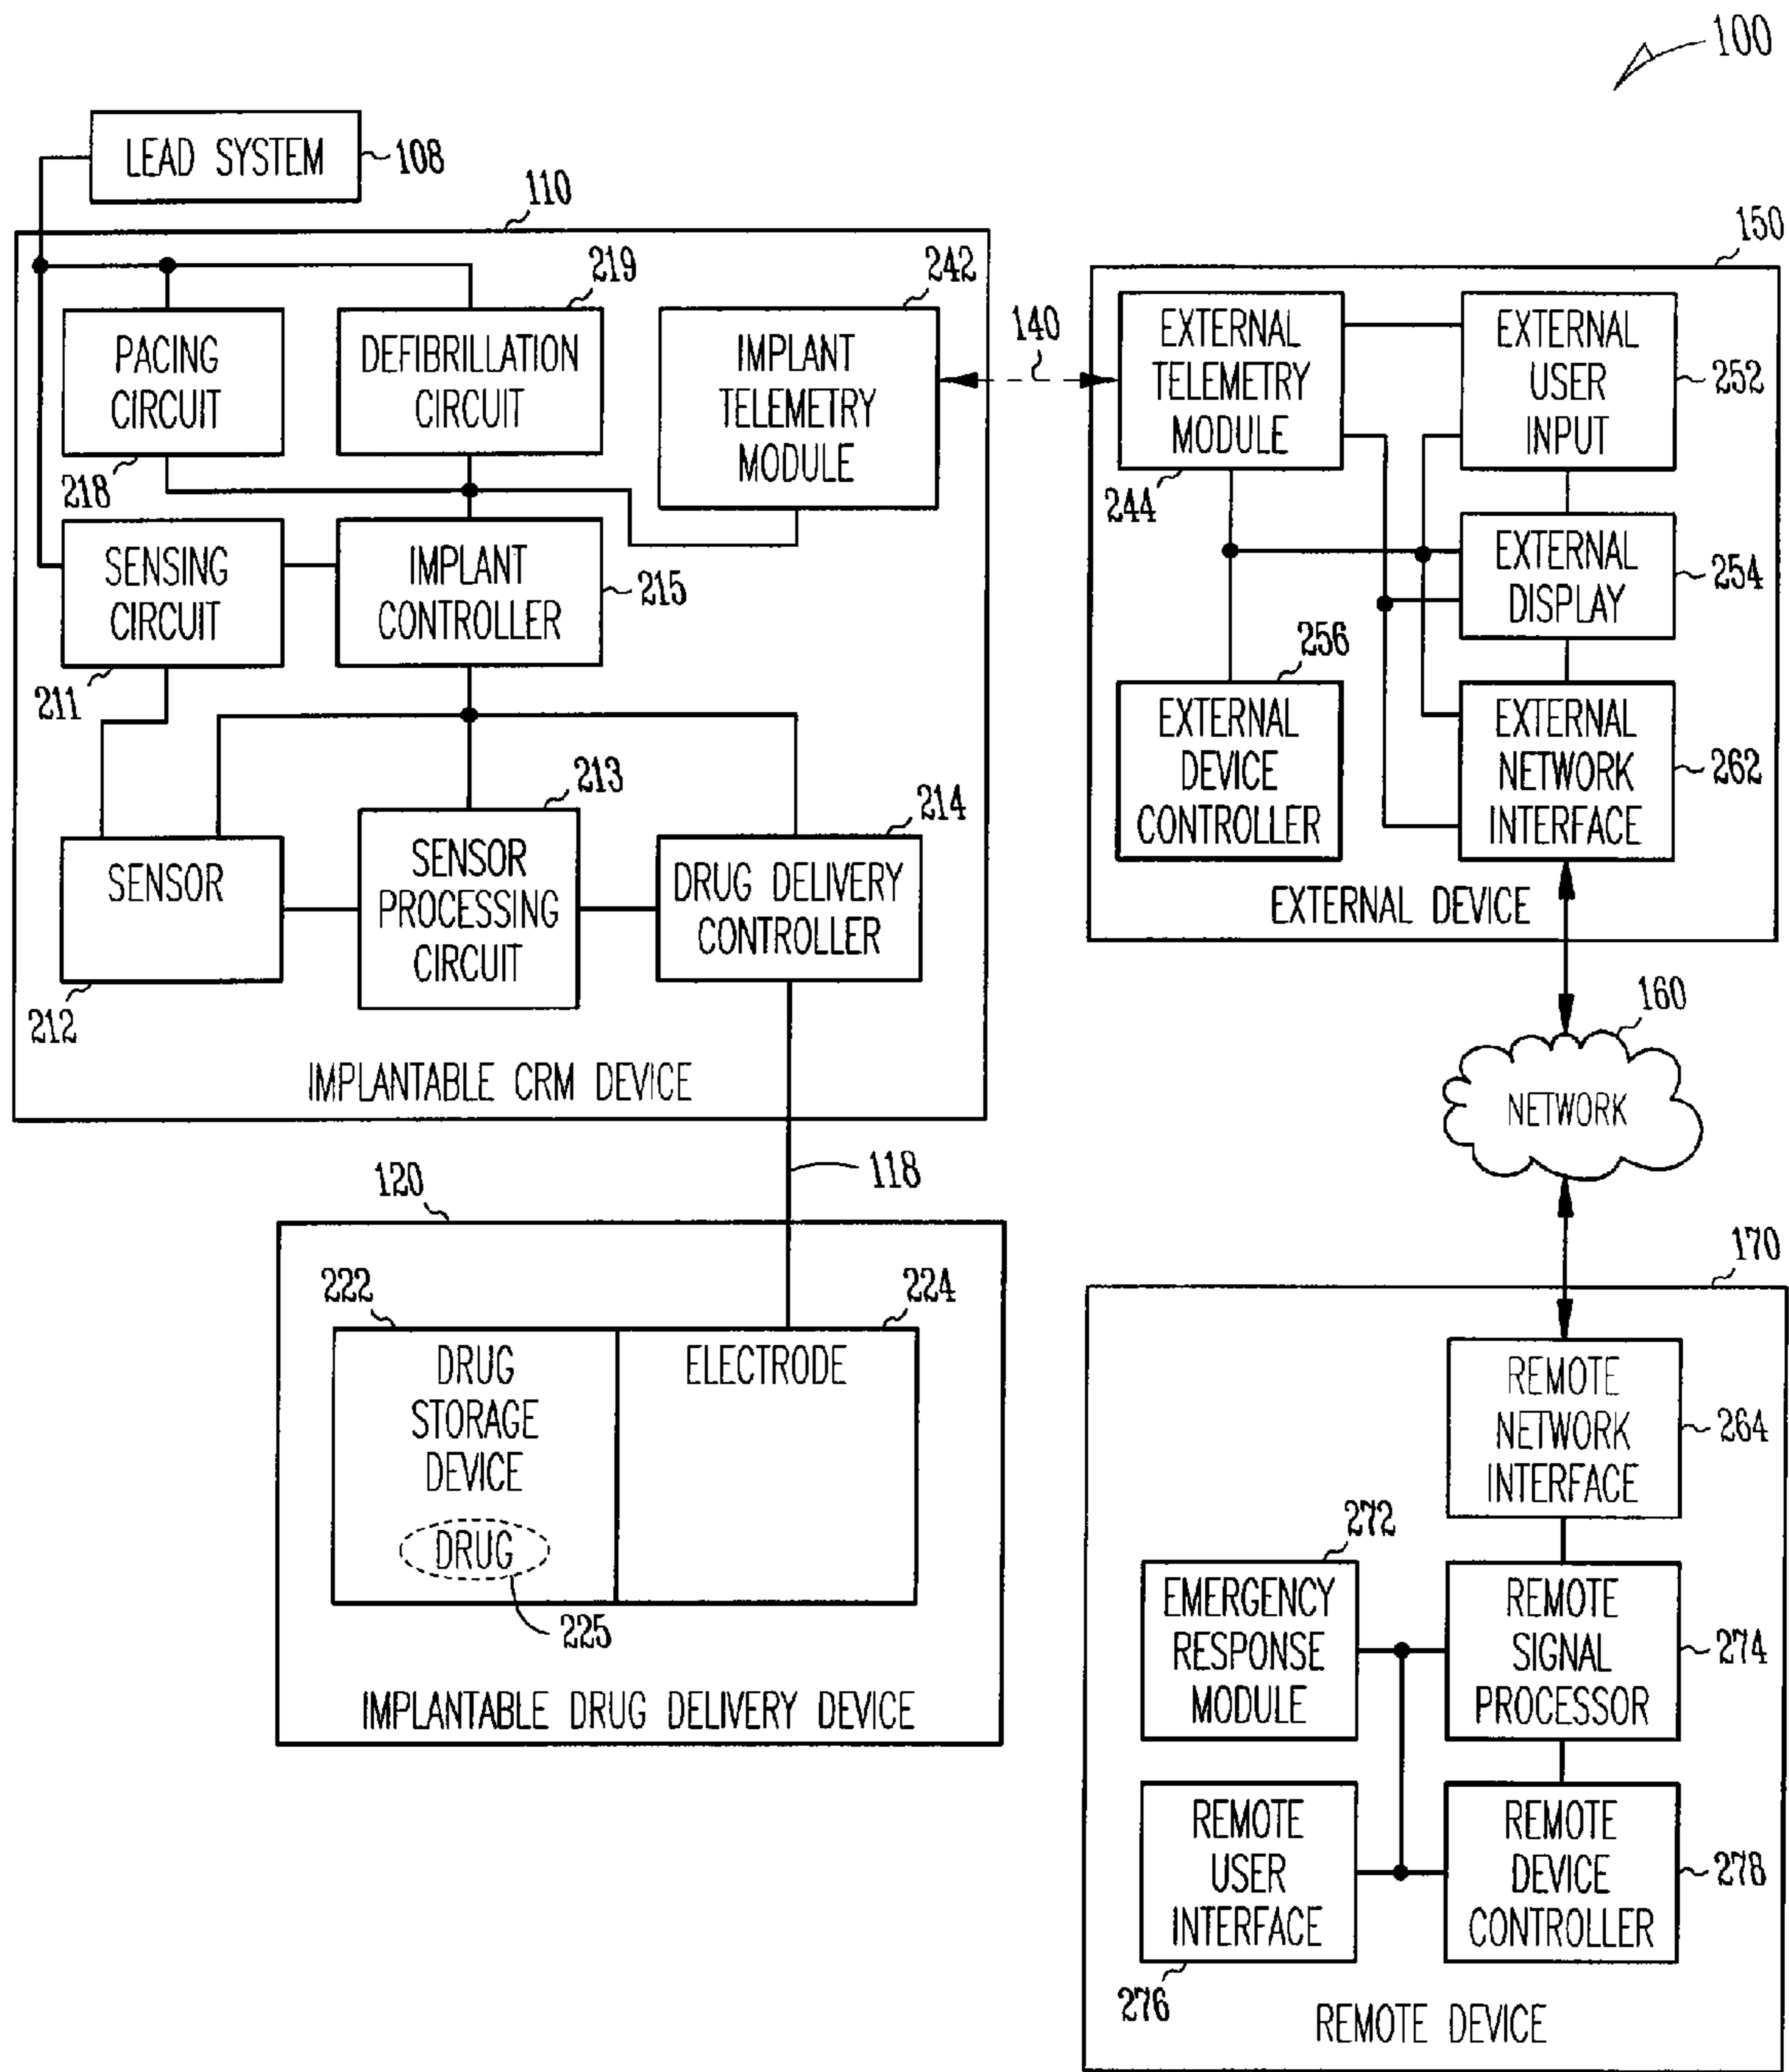 100
LEAD SYSTEM
108
110
PACING
CIRCUIT
218
219
DEFIBRILLATION
CIRCUIT
242
IMPLANT
TELEMETRY
MODULE
SENSING
CIRCUIT
211
IMPLANT
CONTROLLER
215
SENSOR
212
213
SENSOR
PROCESSING
CIRCUIT
214
DRUG DELIVERY
CONTROLLER
IMPLANTABLE CRM DEVICE
140
150
EXTERNAL
TELEMETRY
MODULE
244
EXTERNAL
USER
INPUT
252
EXTERNAL
DISPLAY
254
256
EXTERNAL
DEVICE
CONTROLLER
EXTERNAL
NETWORK
INTERFACE
262
EXTERNAL DEVICE
160
NETWORK
118
120
222
DRUG
STORAGE
DEVICE
DRUG
225
224
ELECTRODE
IMPLANTABLE DRUG DELIVERY DEVICE
170
REMOTE
NETWORK
INTERFACE
264
272
EMERGENCY
RESPONSE
MODULE
REMOTE
SIGNAL
PROCESSOR
274
REMOTE
USER
INTERFACE
276
REMOTE
DEVICE
CONTROLLER
278
REMOTE DEVICE